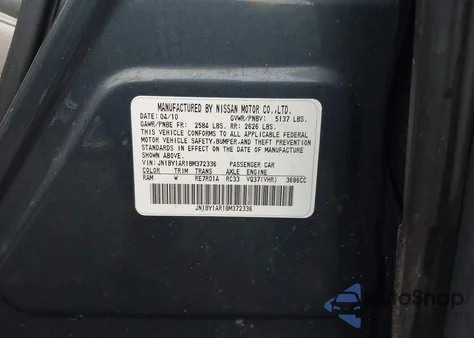 MANUFACTURED BY NISSAN MOTOR CO.,LTD.
DATE: 04/10 GVWR/PNBV: 5137 LBS.
GAWR/PNBE FR: 2584 LBS. RR: 2626 LBS.
THIS VEHICLE CONFORMS TO ALL APPLICABLE FEDERAL
MOTOR VEHICLE SAFETY,BUMPER,AND THEFT PREVENTION
STANDARDS IN EFFECT ON THE DATE OF MANUFACTURE
SHOWN ABOVE.
VIN: JN1BY1AR1BM372336 PASSENGER CAR
COLOR TRIM TRANS AXLE ENGINE
RAM W RE7R01A RC33 VQ37(VHR) 3696CC
JN1BY1AR1BM372336
AutoSnap